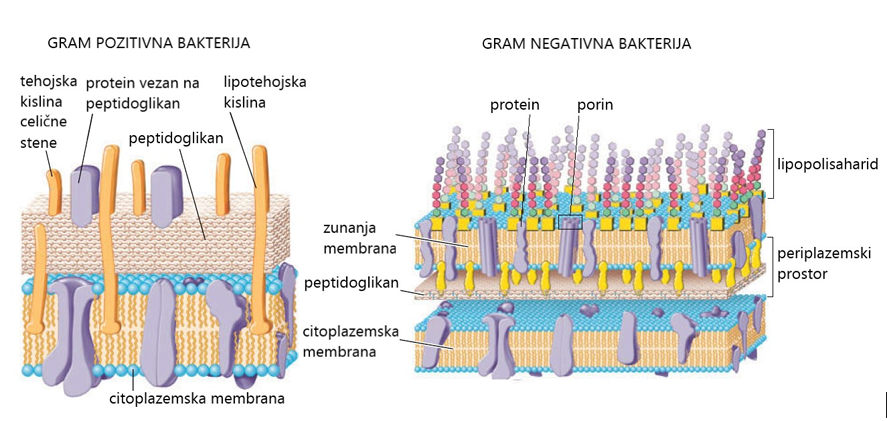 GRAM POZITIVNA BAKTERIJA
tehojska
kislina
celične
stene
protein vezan na
peptidoglikan
lipotehojska
kislina
peptidoglikan
citoplazemska membrana
GRAM NEGATIVNA BAKTERIJA
protein
porin
lipopolisaharid
zunanja
membrana
periplazemski
prostor
peptidoglikan
citoplazemska
membrana